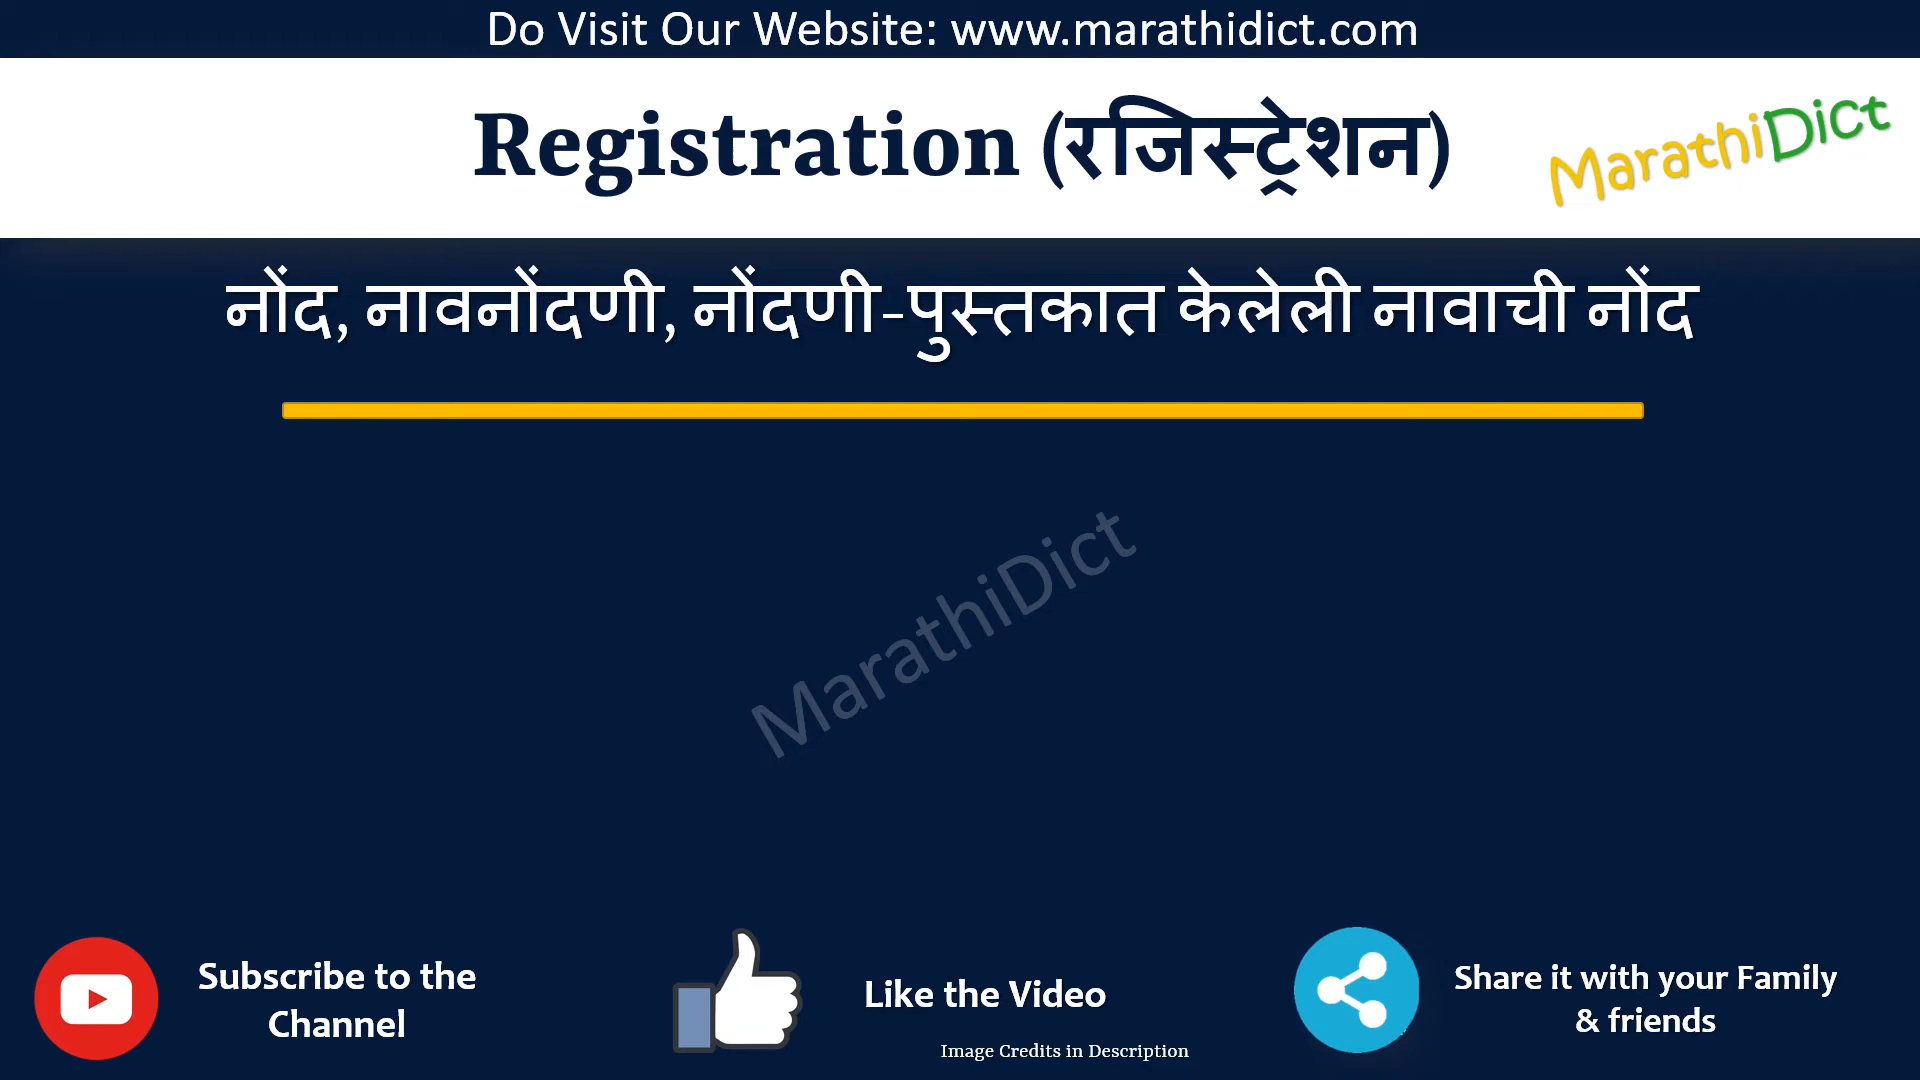 Do Visit Our Website: www.marathidict.com
Registration (रजिस्ट्रेशन)
MarathiDict
नोंद, नावनोंदणी, नोंदणी-पुस्तकात केलेली नावाची नोंद
MarathiDict
Subscribe to the
Channel
Like the Video
Share it with your Family
& friends
Image Credits in Description